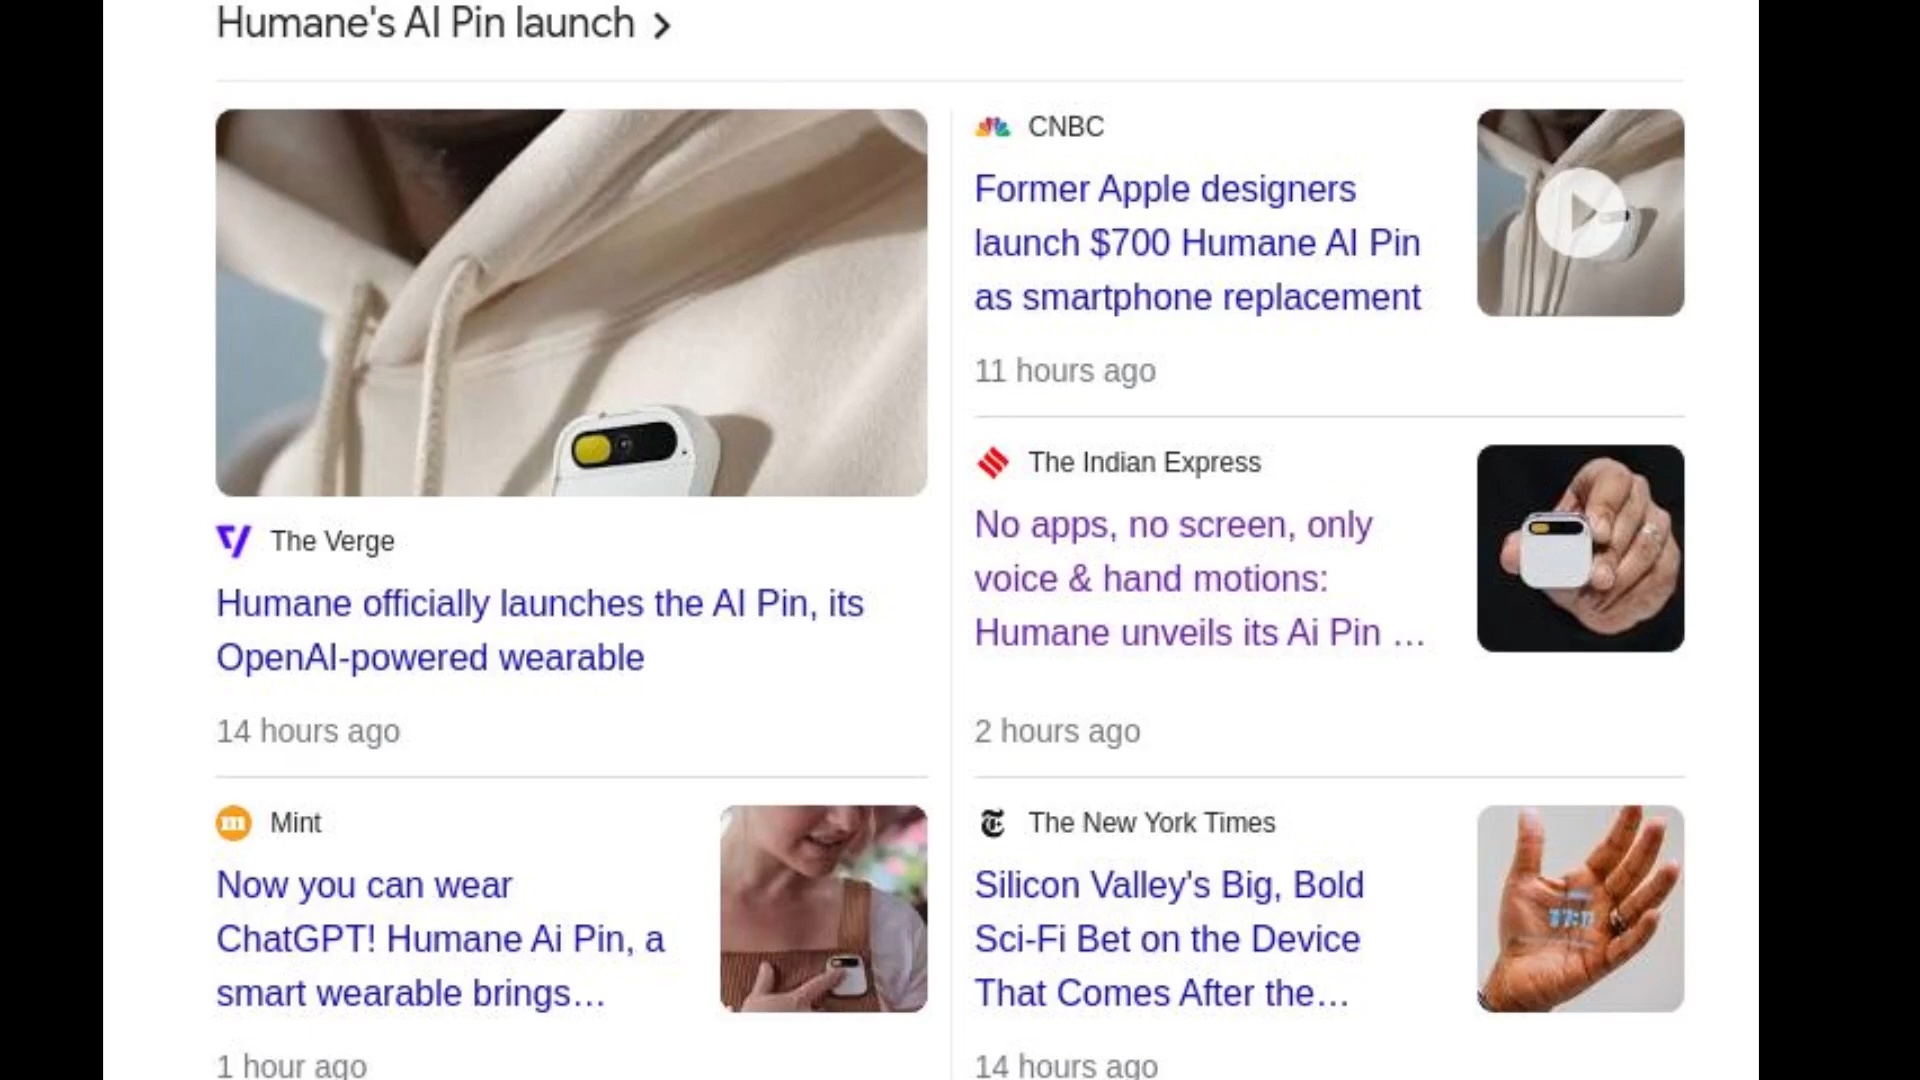 Humane's AI Pin launch
The Verge
Humane officially launches the AI Pin, its
OpenAI-powered wearable
14 hours ago
Mint
Now you can wear
ChatGPT! Humane Ai Pin, a
smart wearable brings...
1 hour ago
CNBC
Former Apple designers
launch $700 Humane AI Pin
as smartphone replacement
11 hours ago
The Indian Express
No apps, no screen, only
voice & hand motions:
Humane unveils its Ai Pin ...
2 hours ago
The New York Times
Silicon Valley's Big, Bold
Sci-Fi Bet on the Device
That Comes After the...
14 hours ago